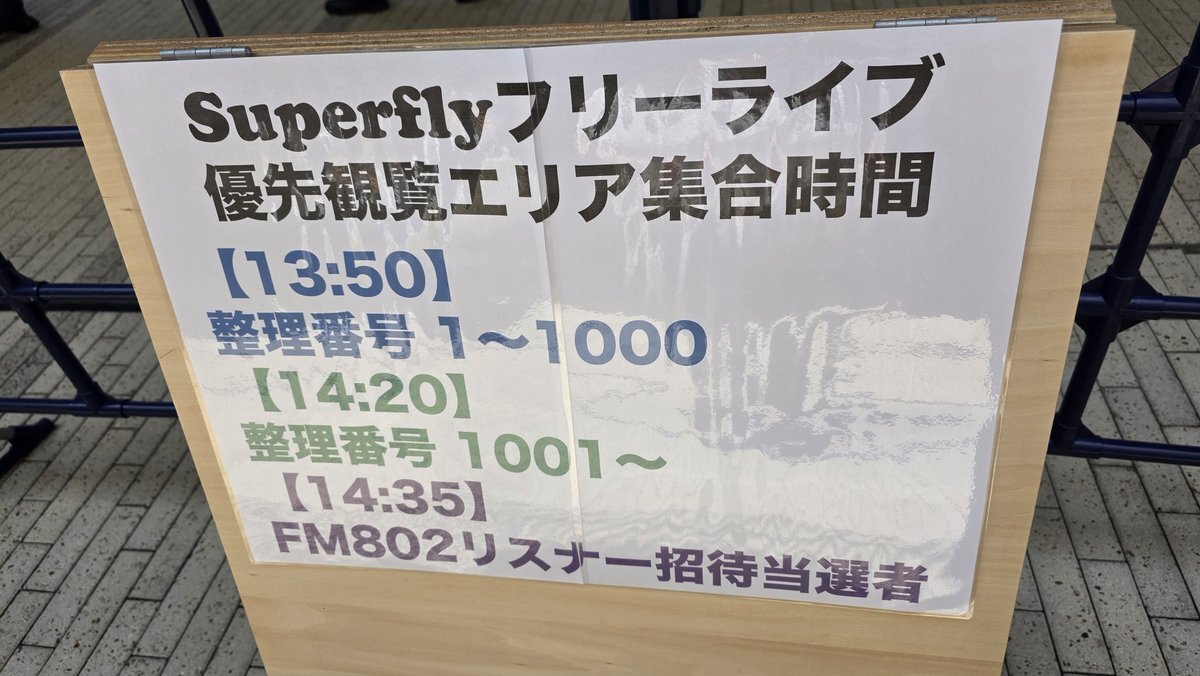 Superflyフリーライブ
優先観覧エリア集合時間
【13:50】
整理番号 1〜1000
【14:20】
整理番号 1001〜
【14:35】
FM802リスナー招待当選者